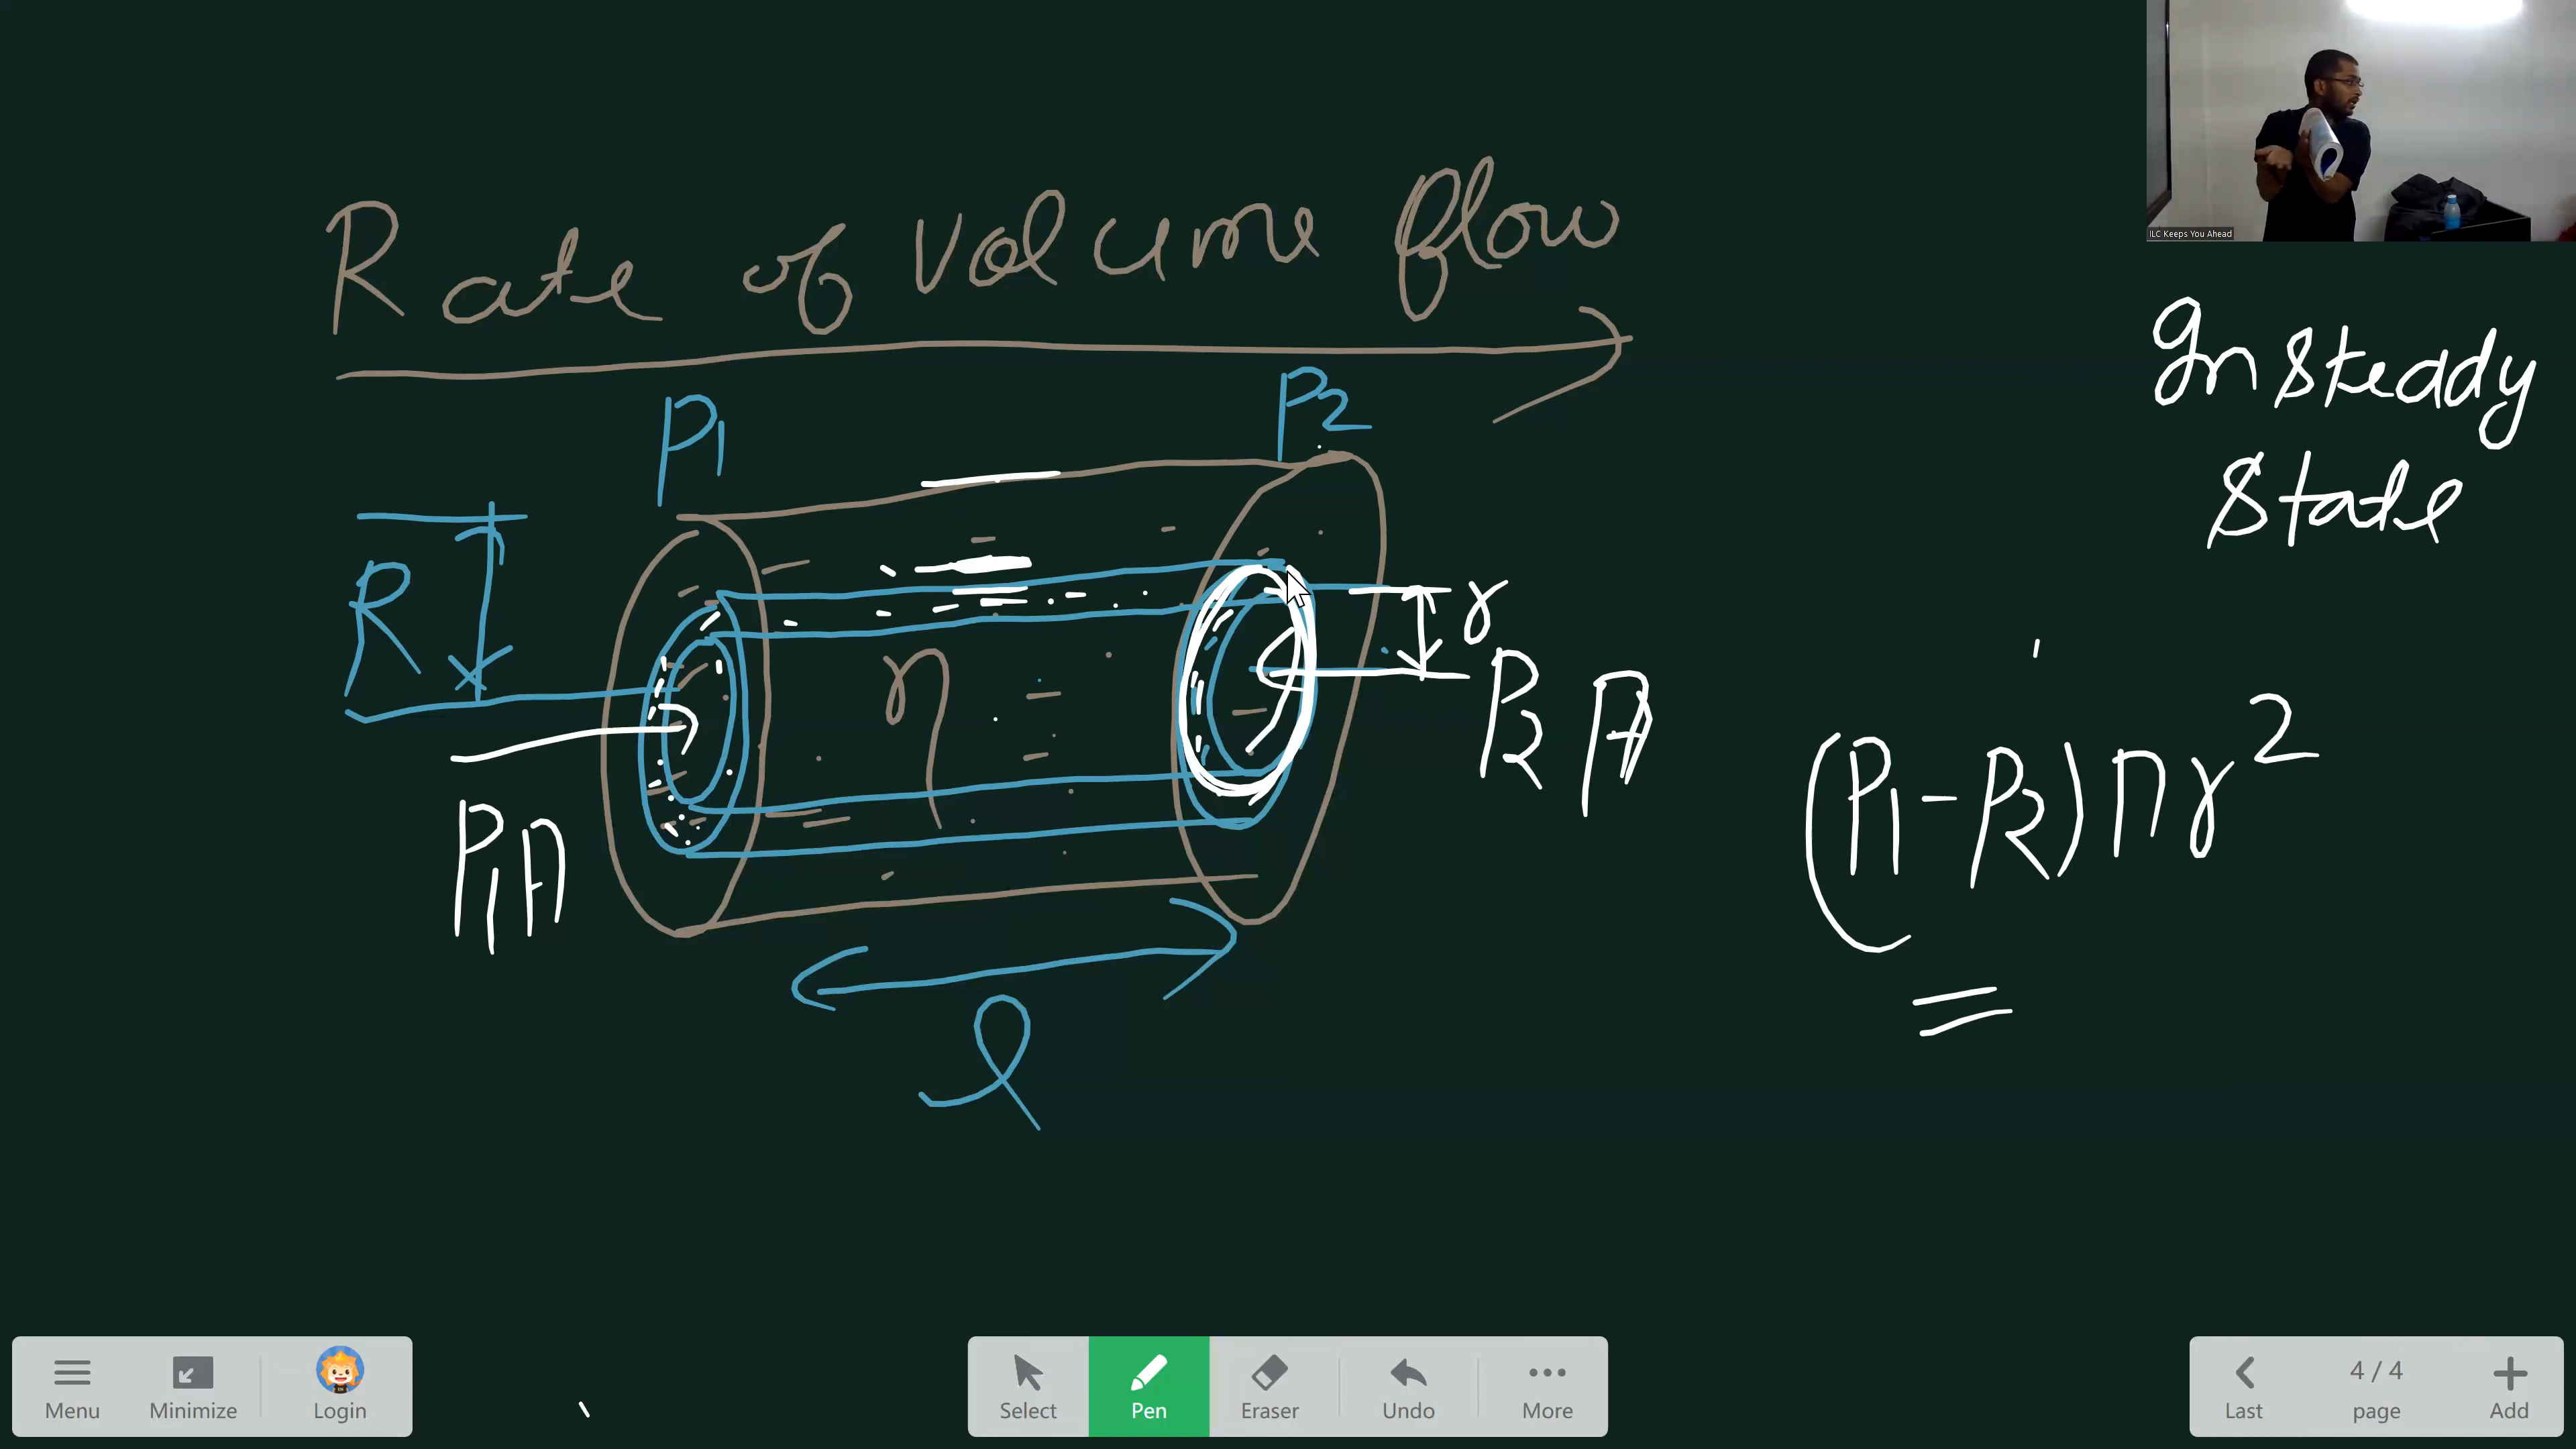 Rate of volume flow
ILC Keeps You Ahead
In steady
state
P1
P2
R
r
η
P1A
P2A
(P1-P2)πr²
=
l
Menu
Minimize
Login
Select
Pen
Eraser
Undo
More
Last
4 / 4
page
Add